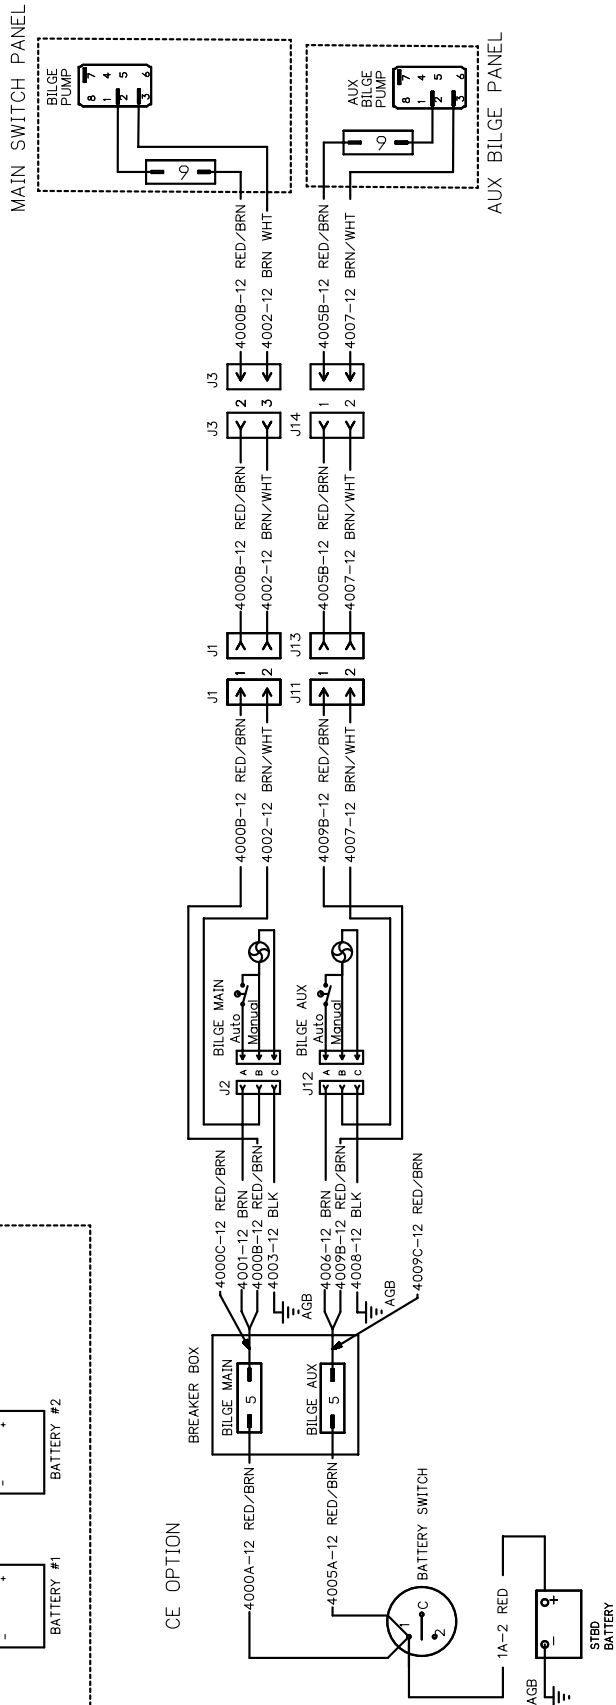 MAIN SWITCH PANEL
BILGE
PUMP
7
8
4
1
5
2
6
3
9
4000B-12 RED/BRN
4002-12 BRN WHT
AUX BILGE PANEL
AUX
BILGE
PUMP
7
8
4
1
5
2
6
3
9
4005B-12 RED/BRN
4007-12 BRN/WHT
J3
J3
2
3
J14
1
2
4000B-12 RED/BRN
4002-12 BRN/WHT
4005B-12 RED/BRN
4007-12 BRN/WHT
J1
J13
J1
1
2
J11
1
2
4000B-12 RED/BRN
4002-12 BRN/WHT
4009B-12 RED/BRN
4007-12 BRN/WHT
BILGE MAIN
Auto
Manual
J2
A
B
C
BILGE AUX
Auto
Manual
J12
A
B
C
4000C-12 RED/BRN
4001-12 BRN
4000B-12 RED/BRN
4003-12 BLK
AGB
4006-12 BRN
4009B-12 RED/BRN
4008-12 BLK
AGB
4009C-12 RED/BRN
BREAKER BOX
BILGE MAIN
5
BILGE AUX
5
4000A-12 RED/BRN
4005A-12 RED/BRN
CE OPTION
BATTERY SWITCH
1
C
2
1A-2 RED
- +
STBD
BATTERY
AGB
- +
BATTERY #2
- +
BATTERY #1